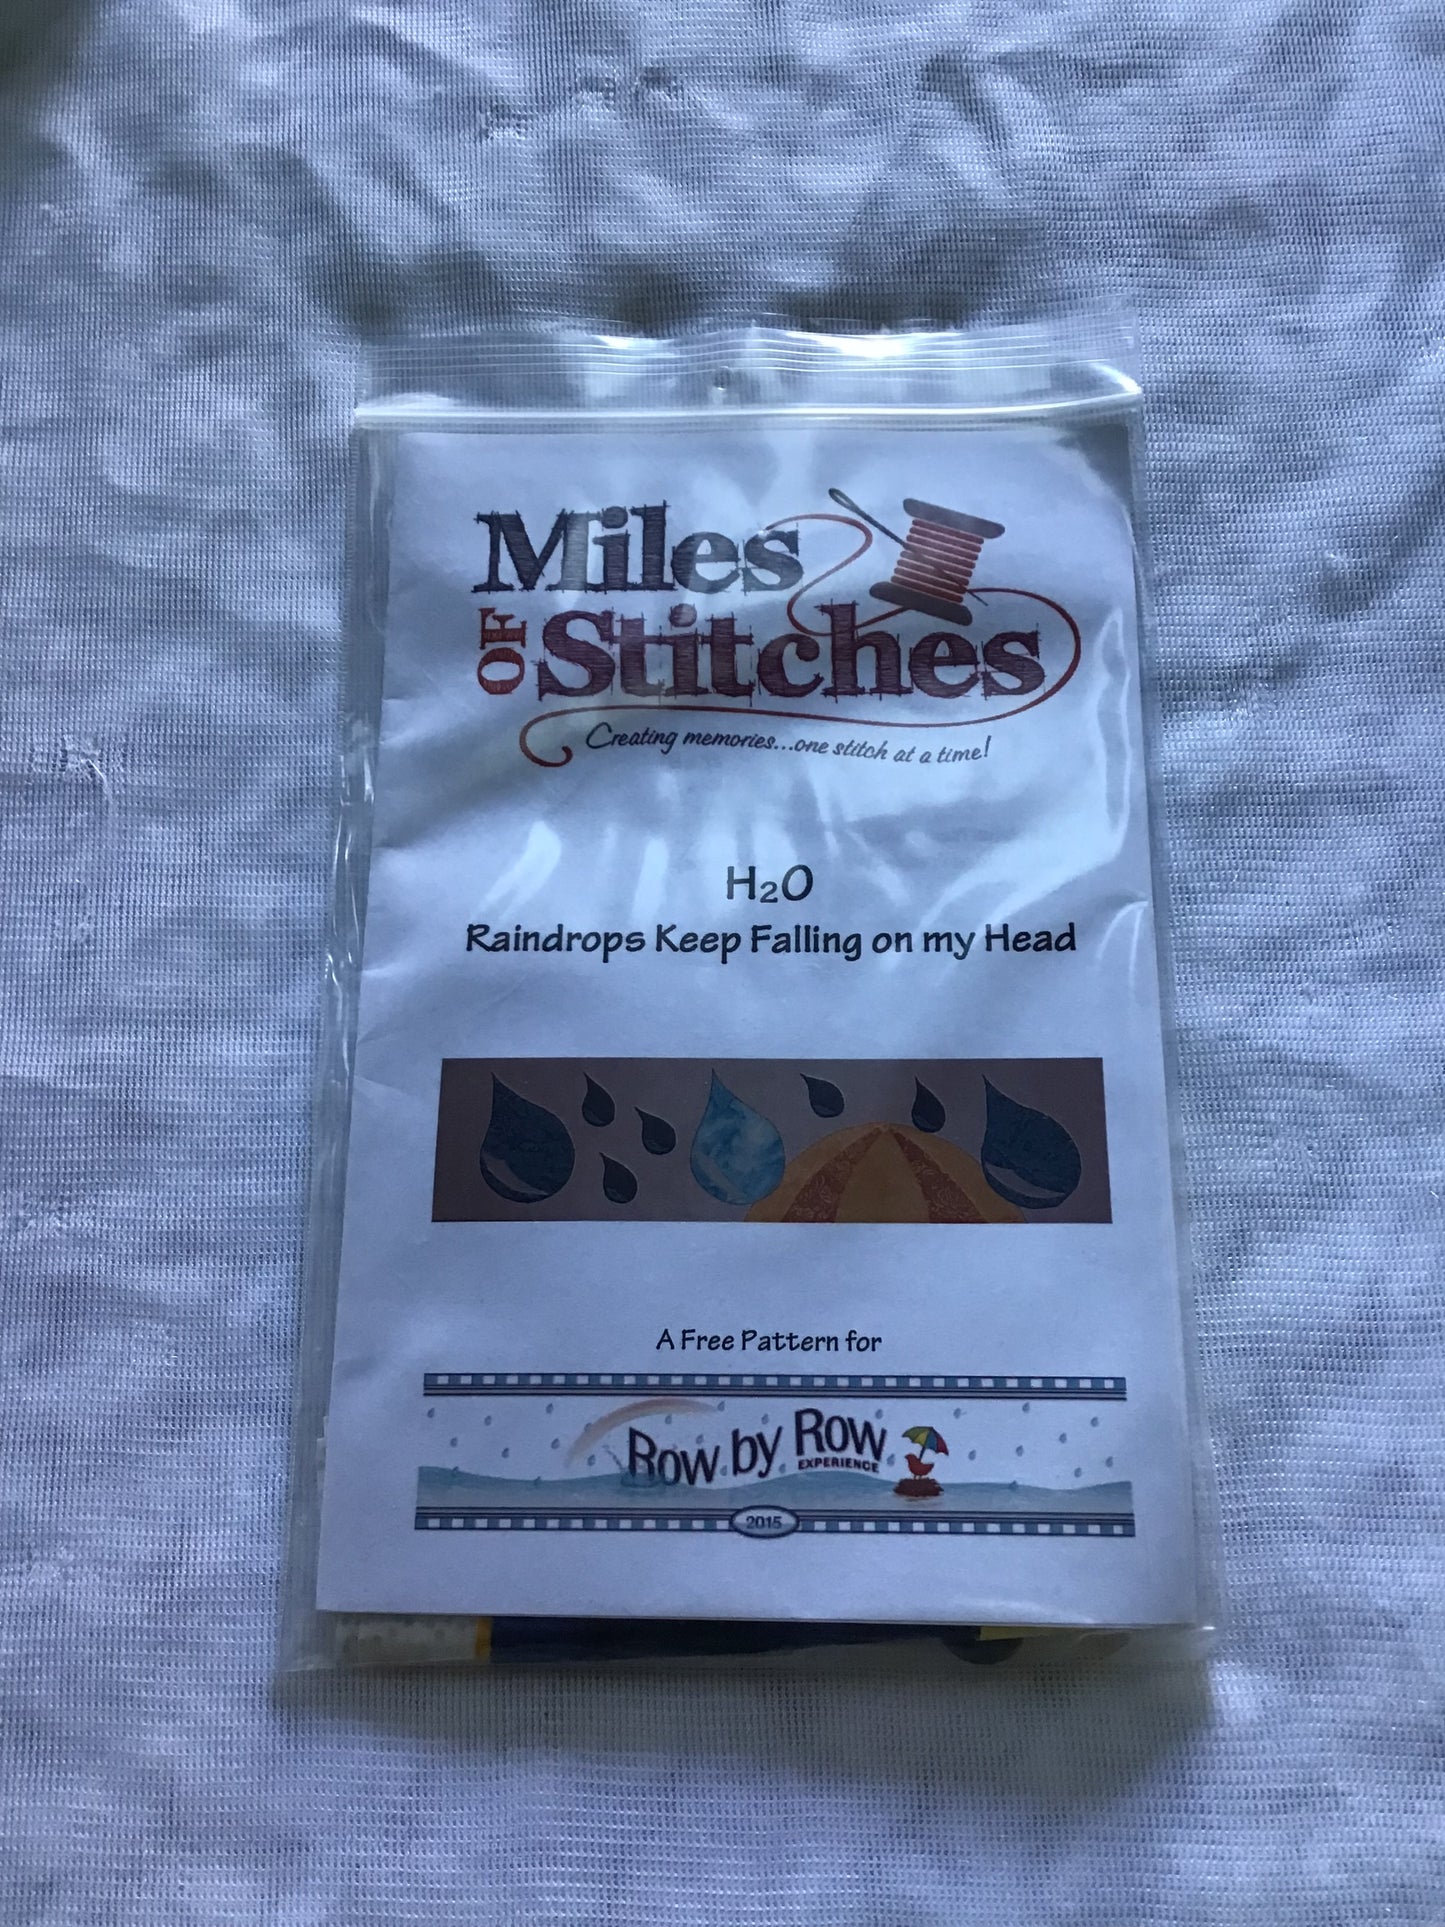 Miles
OF Stitches
Creating memories...one stitch at a time!
H₂O
Raindrops Keep Falling on my Head
A Free Pattern for
Row by Row
EXPERIENCE
2015